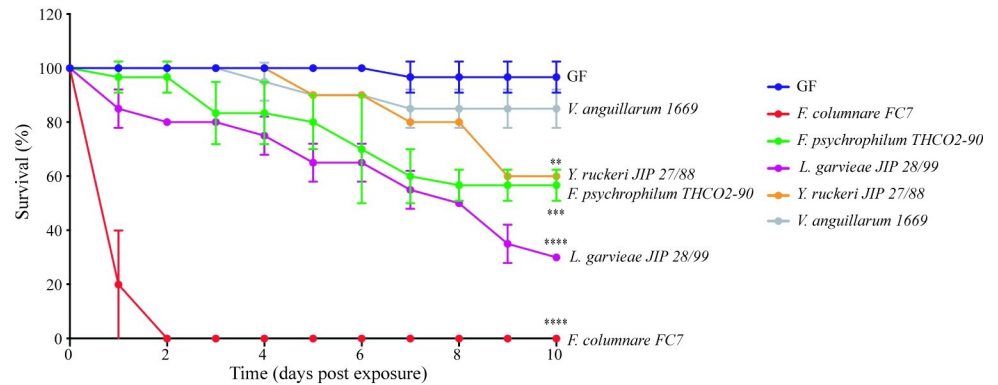 120
100
80
60
40
20
0
Survival (%)
0 2 4 6 8 10
Time (days post exposure)
GF
V. anguillarum 1669
**
Y. ruckeri JIP 27/88
F. psychrophilum THCO2-90
***
****
L. garvieae JIP 28/99
****
F. columnare FC7
GF
F. columnare FC7
F. psychrophilum THCO2-90
L. garvieae JIP 28/99
Y. ruckeri JIP 27/88
V. anguillarum 1669